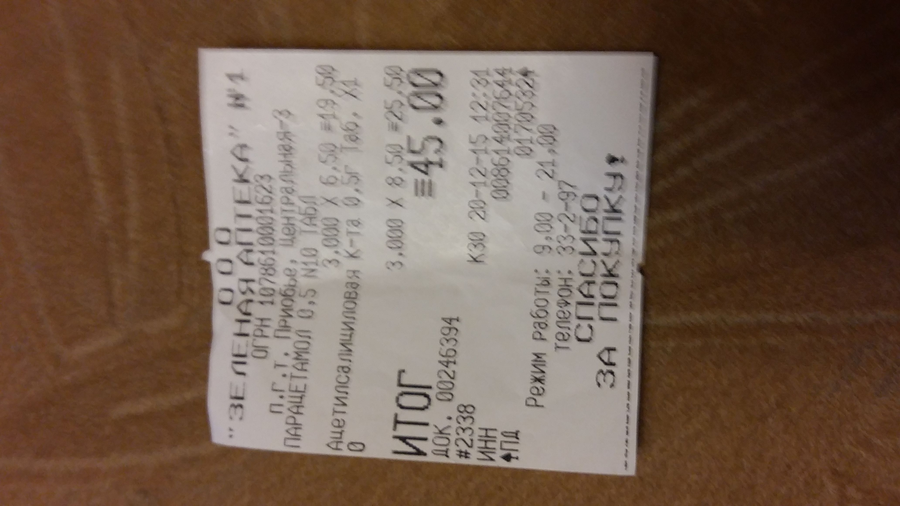 О О О
"ЗЕЛЕНАЯ АПТЕКА" №1
ОГРН 1078610001623
п.г.т. Приобье, Центральная-3
ПАРАЦЕТАМОЛ 0,5 N10 ТАБЛ
3,000 X 6,50 =19,50
Ацетилсалициловая К-та 0,5г Таб, X1
0
3,000 X 8,50 =25,50
ИТОГ =45.00
ДОК. 00246394
#2338 К30 20-12-15 12:31
ИНН 008614007644
↑ПД 01705324
Режим работы: 9,00 - 21,00
телефон: 33-2-97
СПАСИБО
ЗА ПОКУПКУ!